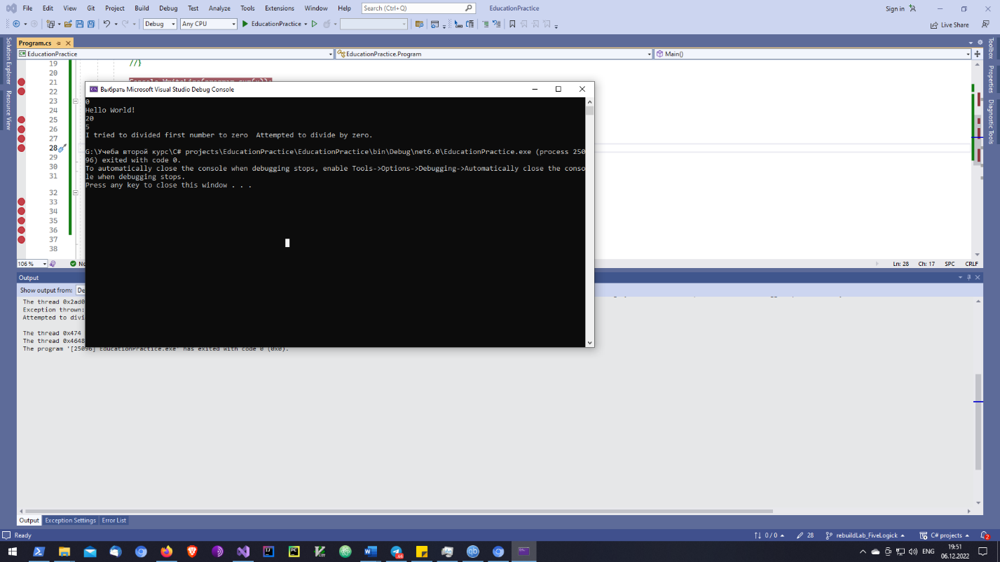 File Edit View Git Project Build Debug Test Analyze Tools Extensions Window Help Search (Ctrl+Q) EducationPractice Sign in
Debug Any CPU EducationPractice Live Share
Program.cs
EducationPractice EducationPractice.Program Main()
Solution Explorer
Resource View
Toolbox
Properties
Diagnostic Tools
19 //}
20
21
22
23
24
25
26
27
28
29
30
31
32
33
34
35
36
37
38
Выбрать Microsoft Visual Studio Debug Console
0
Hello World!
20
5
I tried to divided first number to zero  Attempted to divide by zero.
G:\Учеба второй курс\C# projects\EducationPractice\EducationPractice\bin\Debug\net6.0\EducationPractice.exe (process 250
96) exited with code 0.
To automatically close the console when debugging stops, enable Tools->Options->Debugging->Automatically close the conso
le when debugging stops.
Press any key to close this window . . .
106 % No Ln: 28 Ch: 17 SPC CRLF
Output
Show output from: De
The thread 0x2ad0
Exception thrown:
Attempted to divi
The thread 0x474
The thread 0x4648
The program '[25096] EducationPractice.exe' has exited with code 0 (0x0).
Output Exception Settings Error List
Ready 0 / 0 28 rebuildLab_FiveLogick C# projects 2
ENG 19:51
06.12.2022